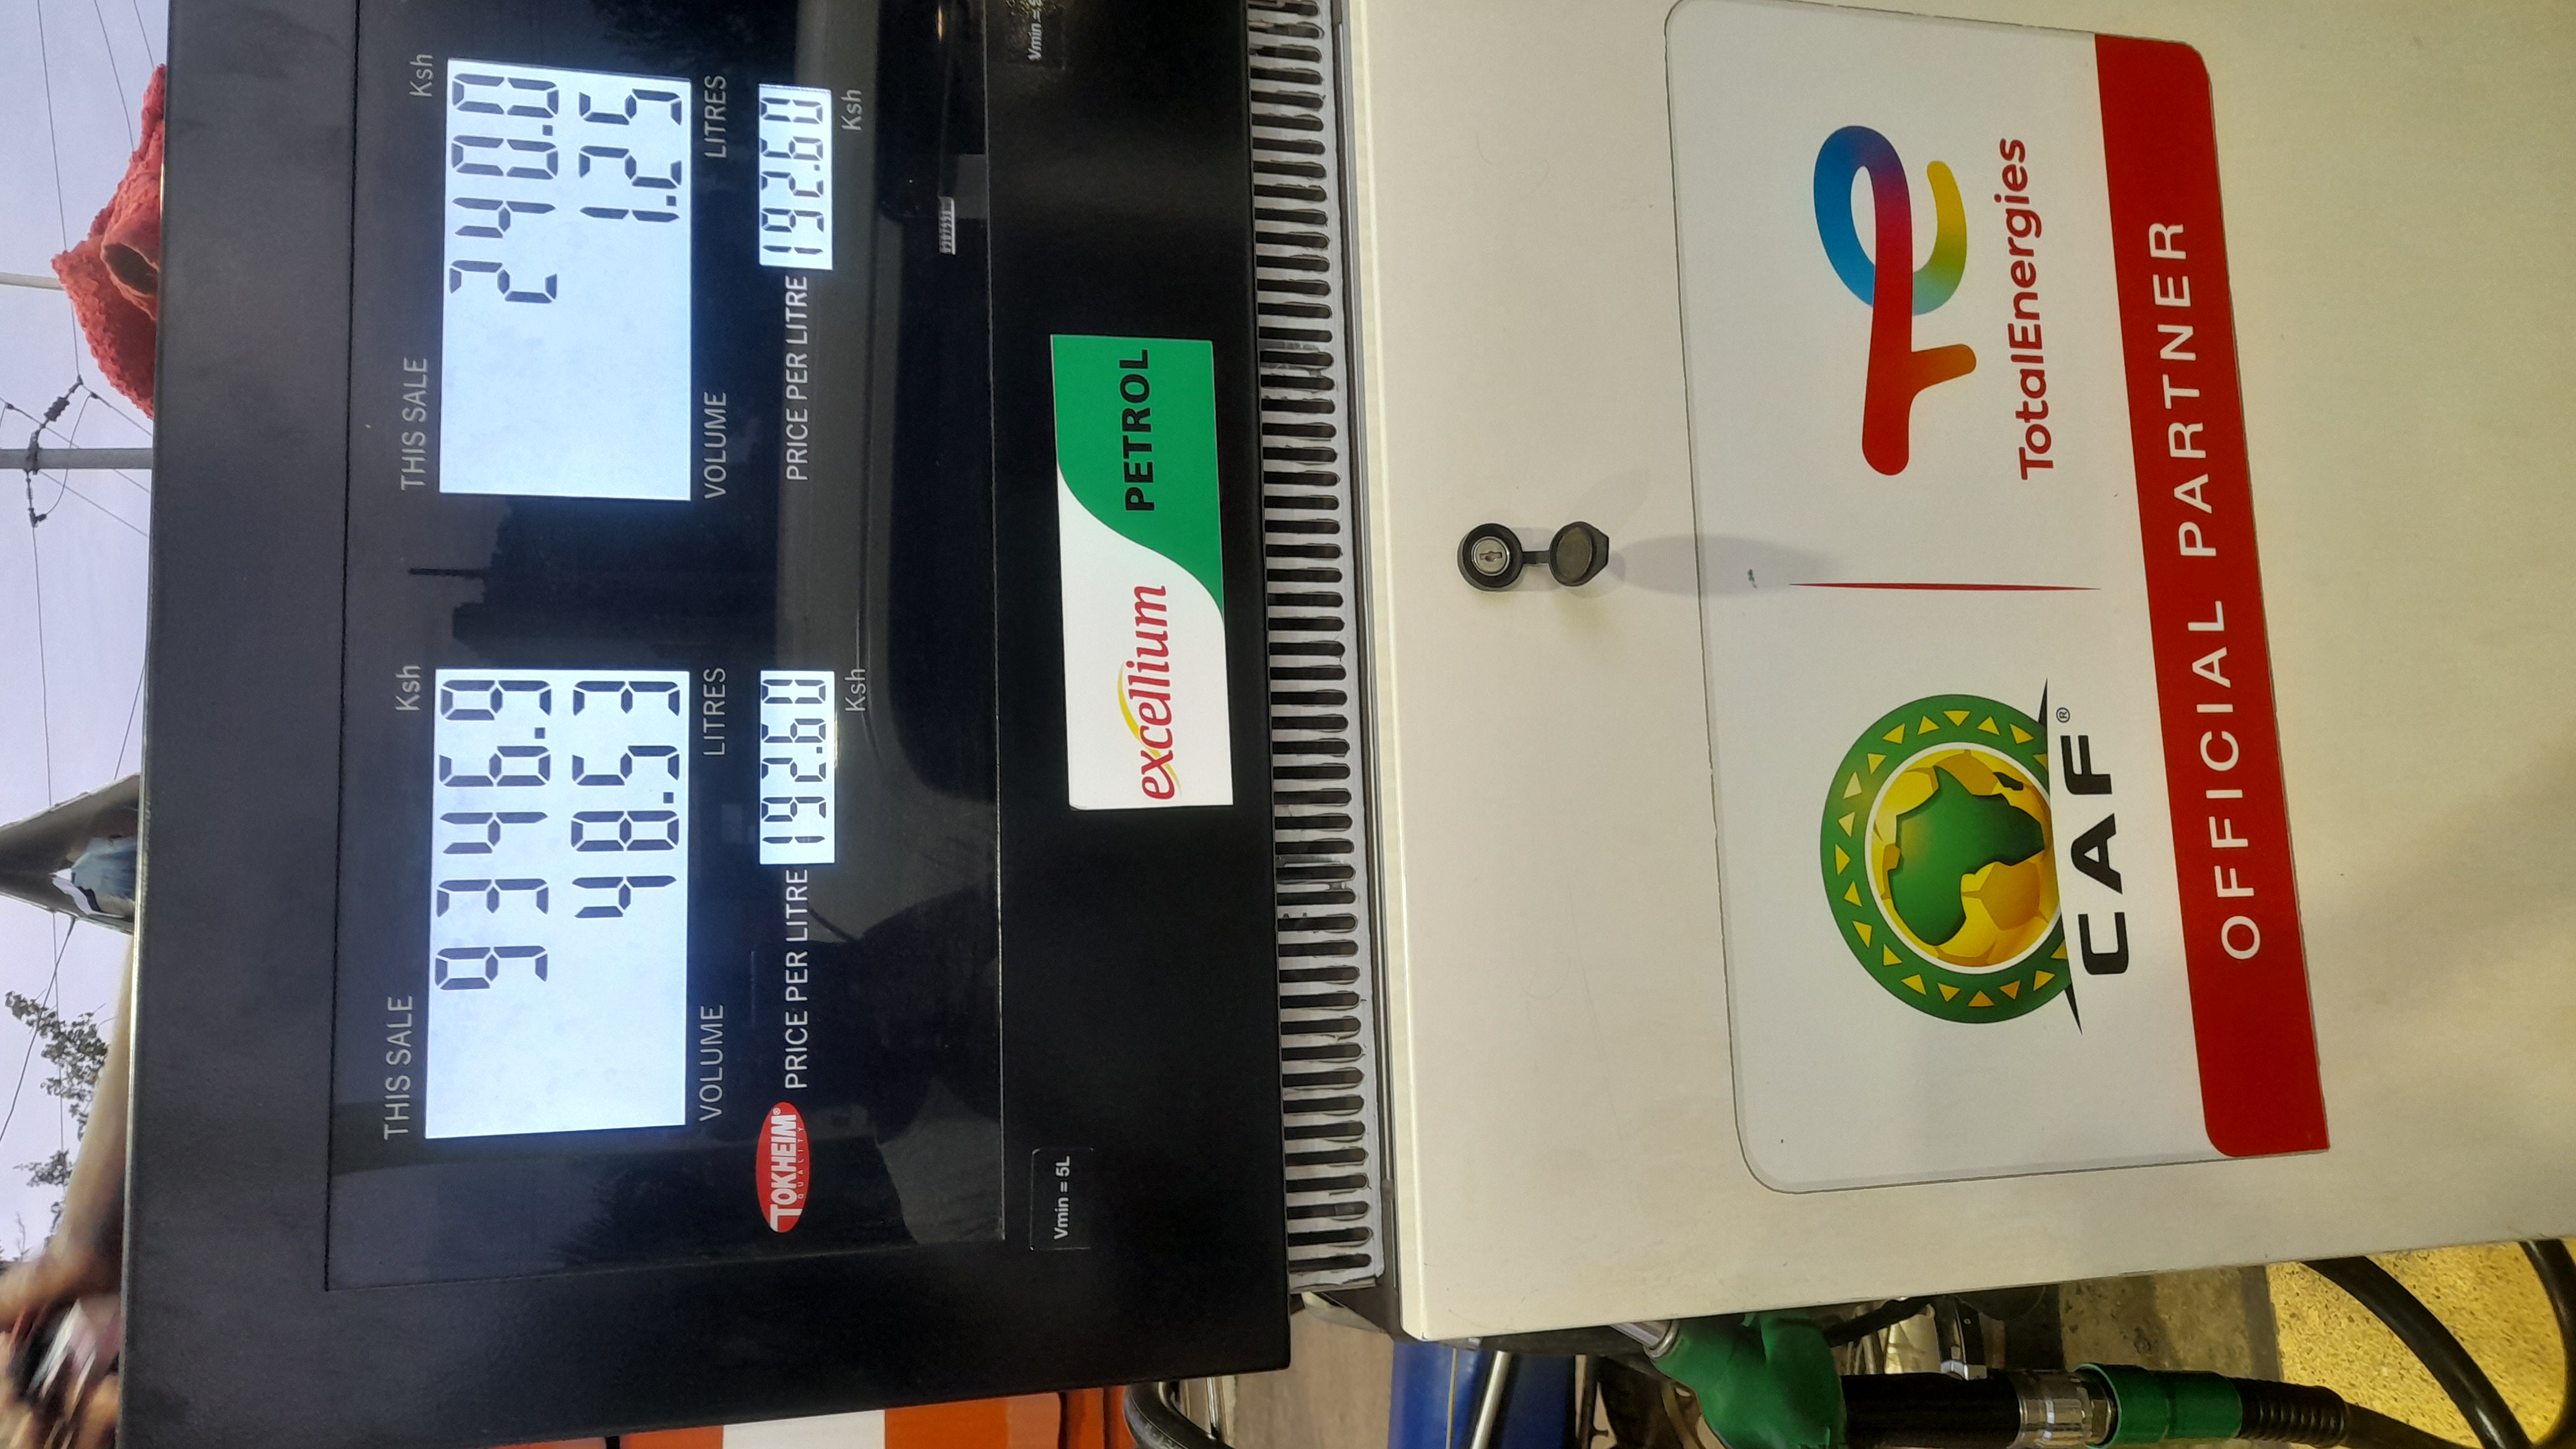 THIS SALE Ksh
9346.9
48.53
VOLUME LITRES
PRICE PER LITRE 192.60
Ksh
TOKHEIM®
QUALITY
THIS SALE Ksh
240.00
1.25
VOLUME LITRES
PRICE PER LITRE 192.60
Ksh
Vmin = 5L
excellium PETROL
CAF®
TotalEnergies
OFFICIAL PARTNER